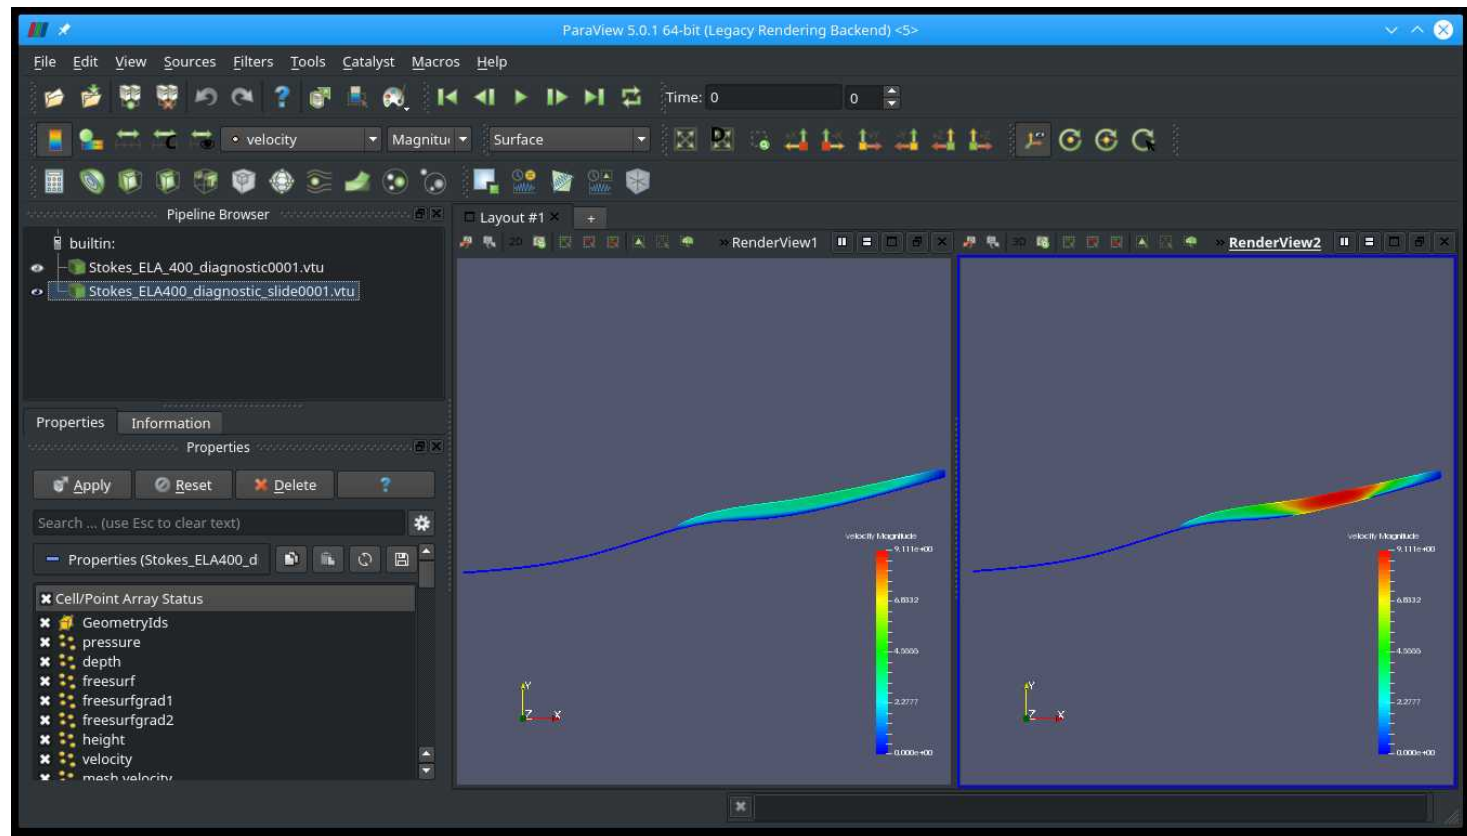 ParaView 5.0.1 64-bit (Legacy Rendering Backend) <5>
File Edit View Sources Filters Tools Catalyst Macros Help
Time: 0 0
velocity Magnitu Surface
Pipeline Browser
Layout #1 +
builtin:
Stokes_ELA_400_diagnostic0001.vtu
Stokes_ELA400_diagnostic_slide0001.vtu
2D » RenderView1
3D » RenderView2
Properties Information
Properties
Apply Reset Delete ?
Search ... (use Esc to clear text)
Properties (Stokes_ELA400_d
Cell/Point Array Status
GeometryIds
pressure
depth
freesurf
freesurfgrad1
freesurfgrad2
height
velocity
mesh velocity
velocity Magnitude
9.111e+00
6.8332
4.5555
2.2777
0.000e+00
Y
Z X
velocity Magnitude
9.111e+00
6.8332
4.5555
2.2777
0.000e+00
Y
Z X